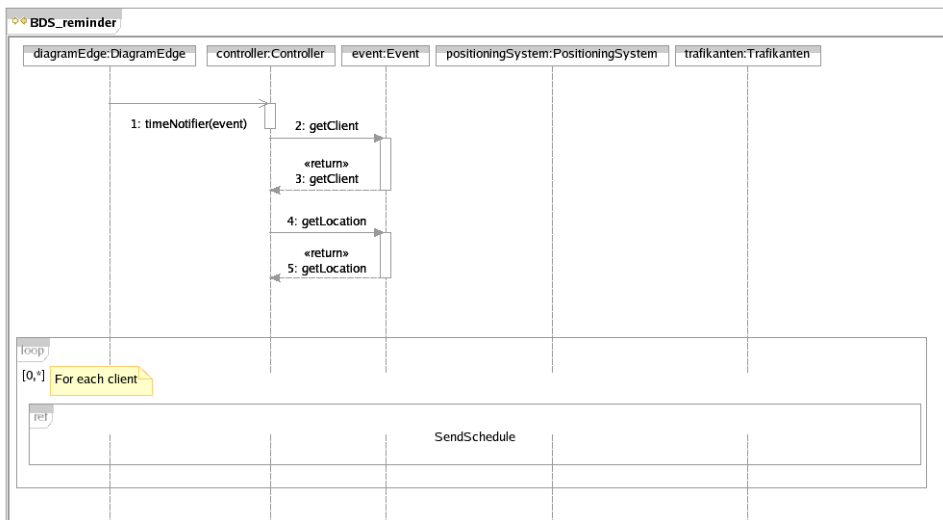 BDS_reminder
diagramEdge:DiagramEdge
controller:Controller
event:Event
positioningSystem:PositioningSystem
trafikanten:Trafikanten
1: timeNotifier(event)
2: getClient
«return»
3: getClient
4: getLocation
«return»
5: getLocation
loop
[0,*]
For each client
ref
SendSchedule